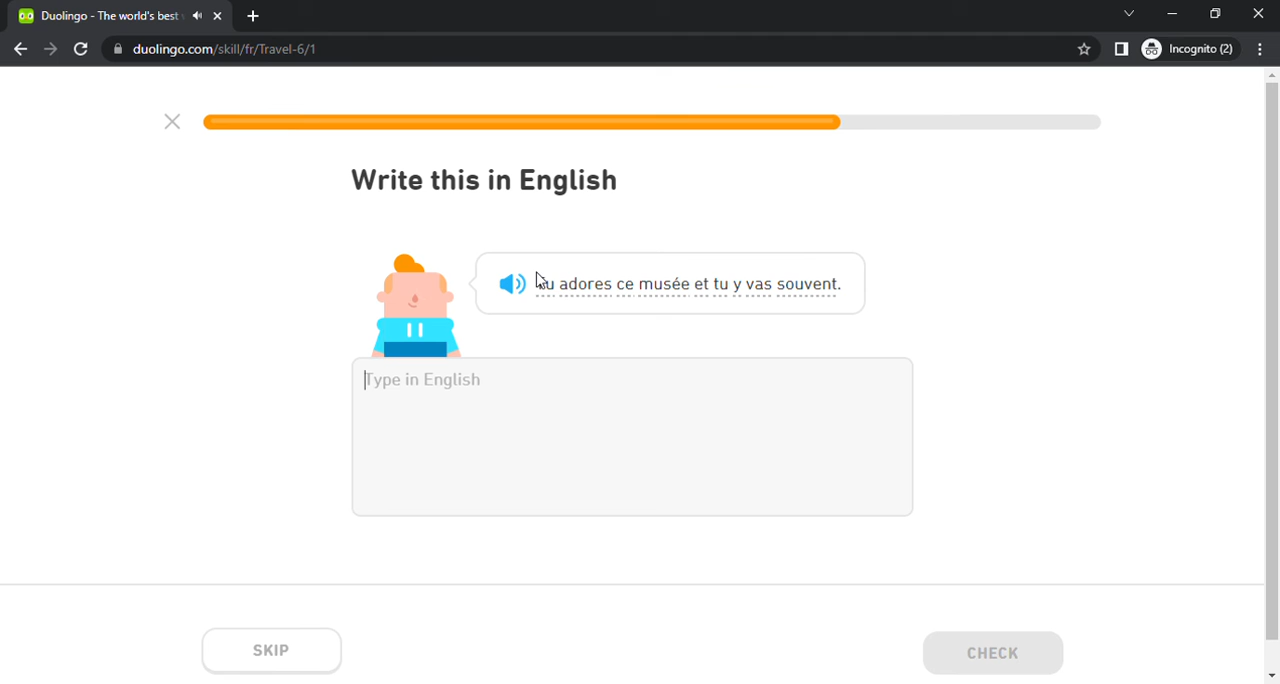 Duolingo - The world's best
duolingo.com/skill/fr/Travel-6/1
Incognito (2)
Write this in English
adores ce musée et tu y vas souvent.
Type in English
SKIP
CHECK